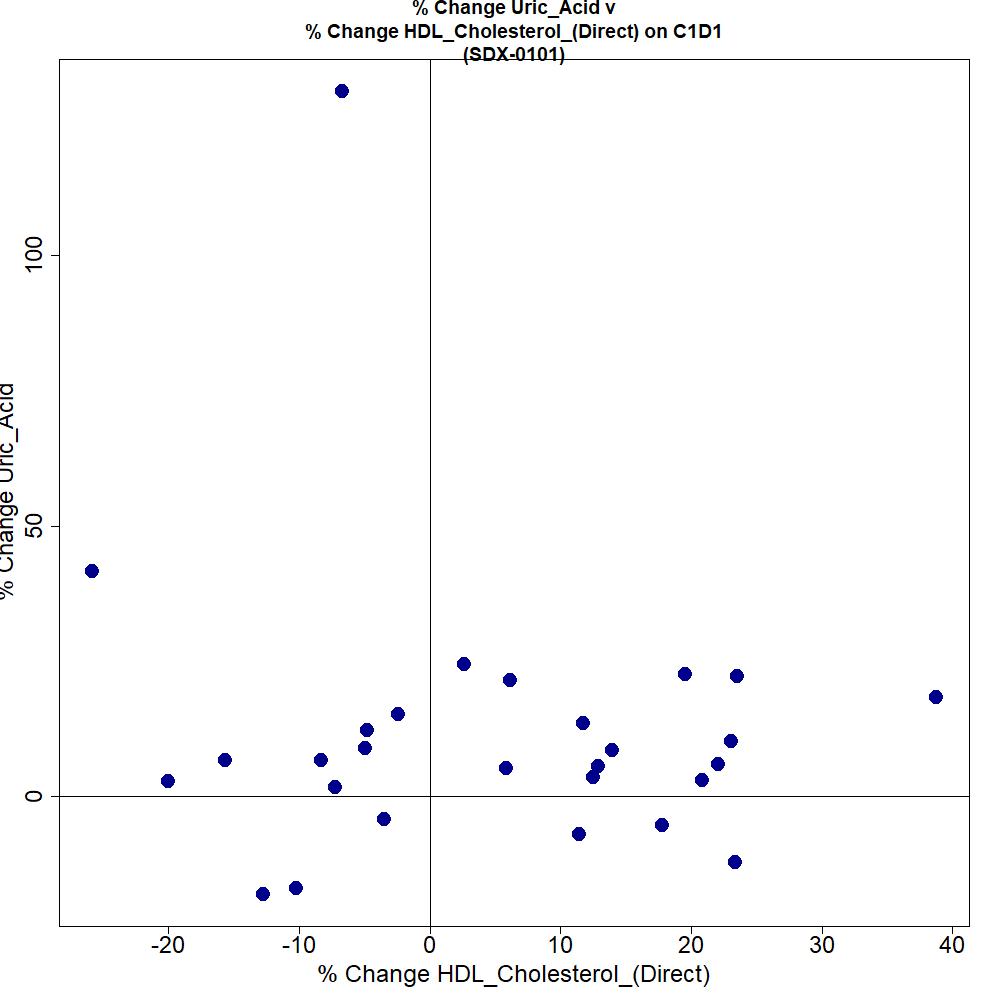 % Change Uric_Acid v
% Change HDL_Cholesterol_(Direct) on C1D1
(SDX-0101)
% Change Uric_Acid
100
50
0
-20 -10 0 10 20 30 40
% Change HDL_Cholesterol_(Direct)